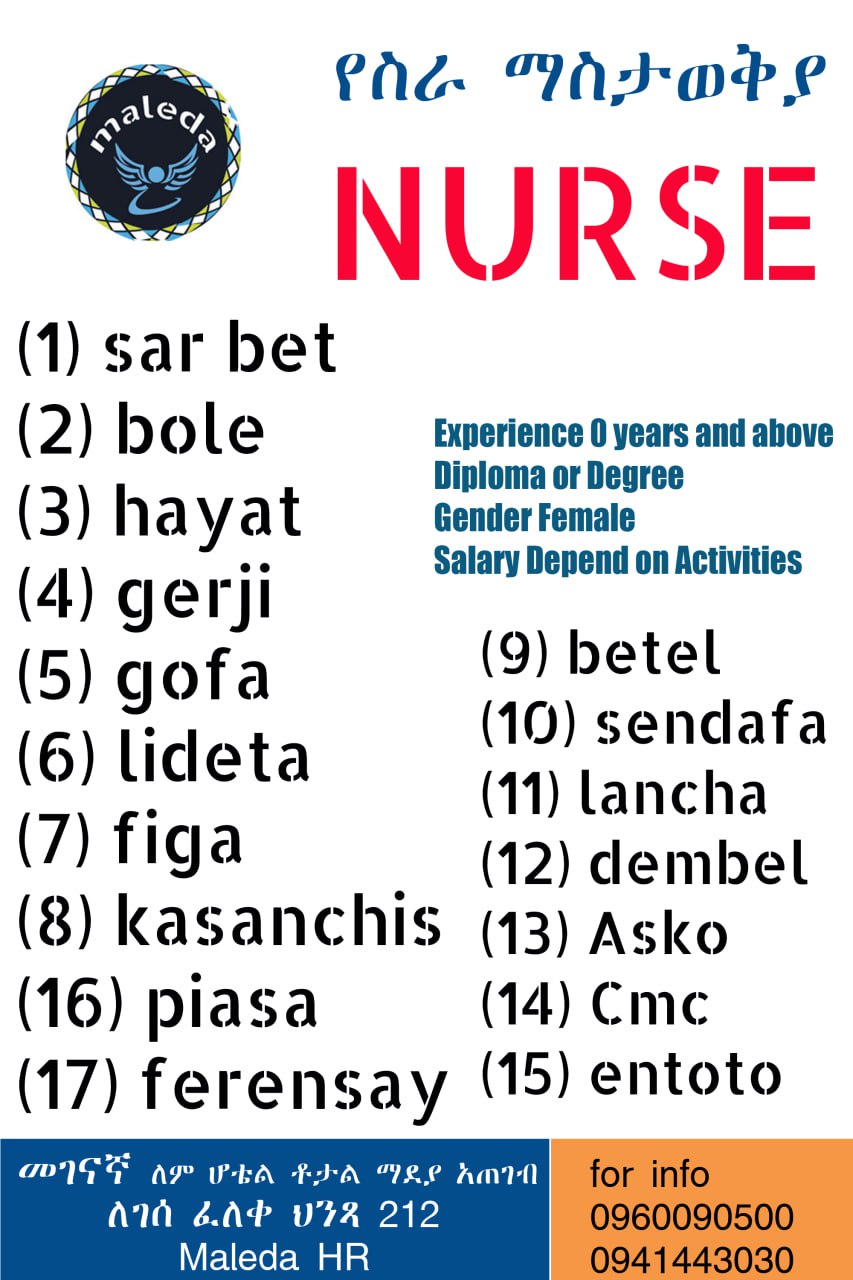 maleda
የስራ ማስታወቅያ
NURSE
(1) sar bet
(2) bole
(3) hayat
(4) gerji
(5) gofa
(6) lideta
(7) figa
(8) kasanchis
(16) piasa
(17) ferensay
Experience 0 years and above
Diploma or Degree
Gender Female
Salary Depend on Activities
(9) betel
(10) sendafa
(11) lancha
(12) dembel
(13) Asko
(14) Cmc
(15) entoto
መገናኛ ለም ሆቴል ቶታል ማደያ አጠገብ
ለገሰ ፈለቀ ህንጻ 212
Maleda HR
for info
0960090500
0941443030